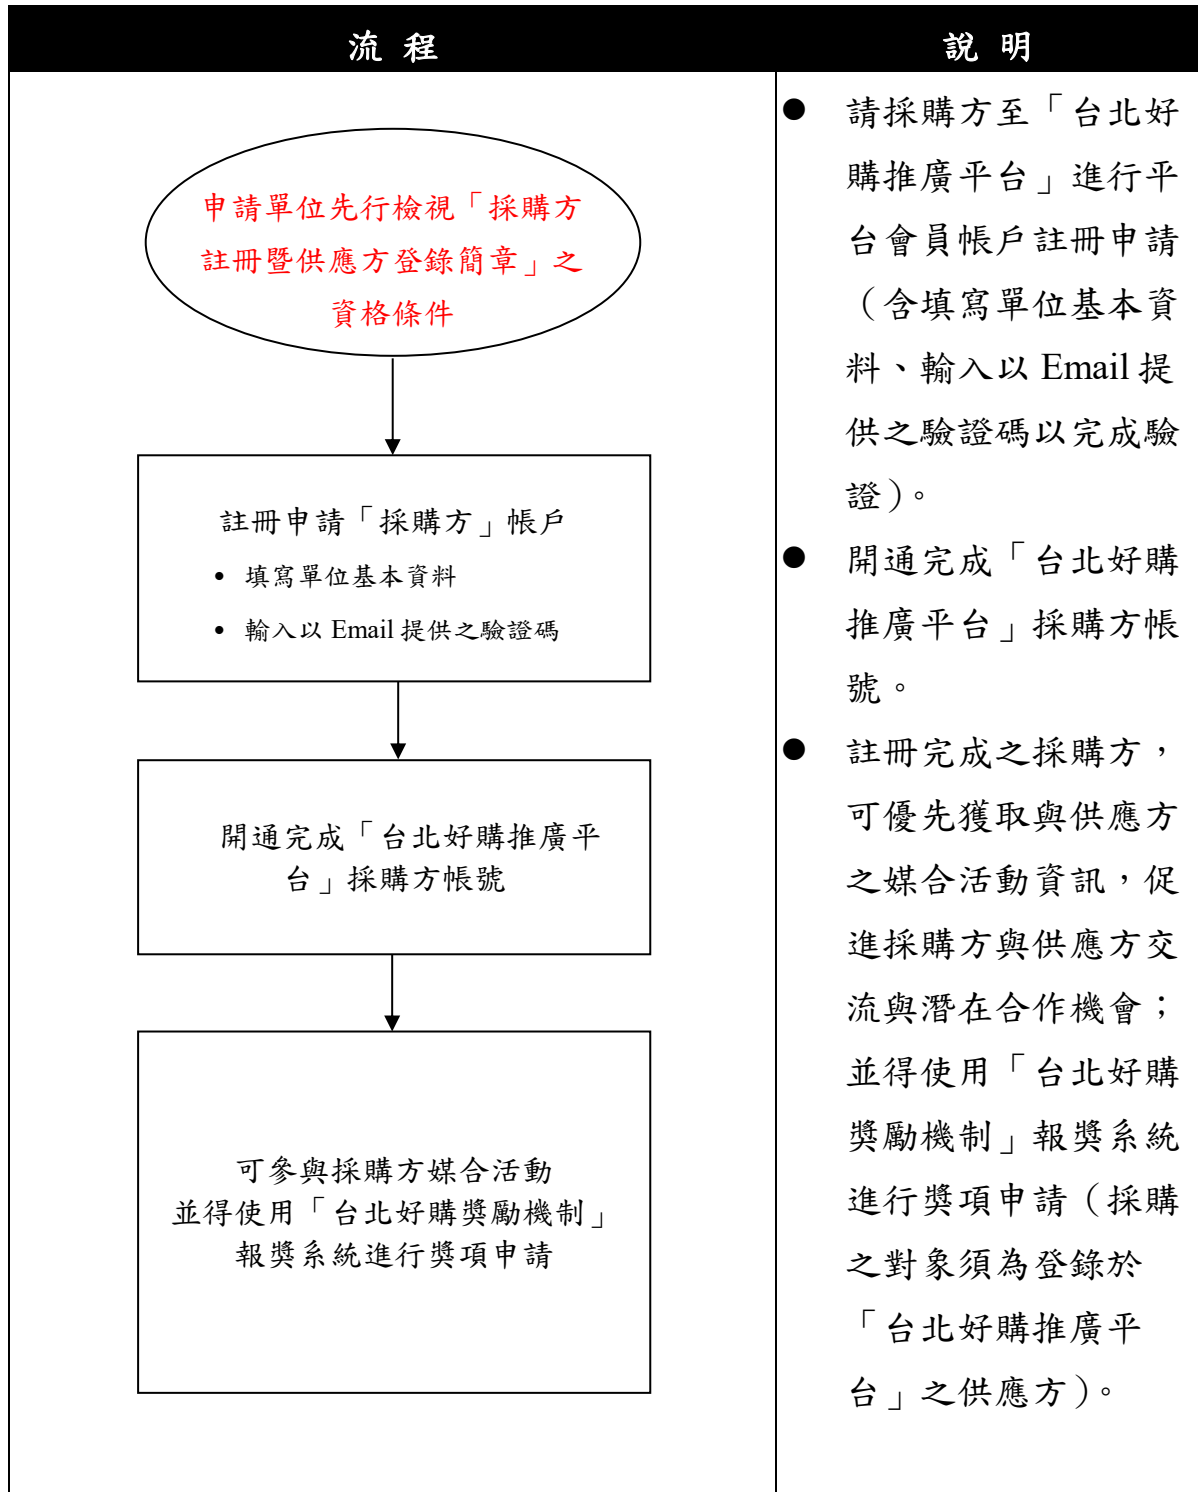 流 程
說 明
申請單位先行檢視「採購方
註冊暨供應方登錄簡章」之
資格條件
註冊申請「採購方」帳戶
• 填寫單位基本資料
• 輸入以 Email 提供之驗證碼
開通完成「台北好購推廣平
台」採購方帳號
可參與採購方媒合活動
並得使用「台北好購獎勵機制」
報獎系統進行獎項申請
● 請採購方至「台北好
購推廣平台」進行平
台會員帳戶註冊申請
（含填寫單位基本資
料、輸入以 Email 提
供之驗證碼以完成驗
證）。
● 開通完成「台北好購
推廣平台」採購方帳
號。
● 註冊完成之採購方，
可優先獲取與供應方
之媒合活動資訊，促
進採購方與供應方交
流與潛在合作機會；
並得使用「台北好購
獎勵機制」報獎系統
進行獎項申請（採購
之對象須為登錄於
「台北好購推廣平
台」之供應方）。